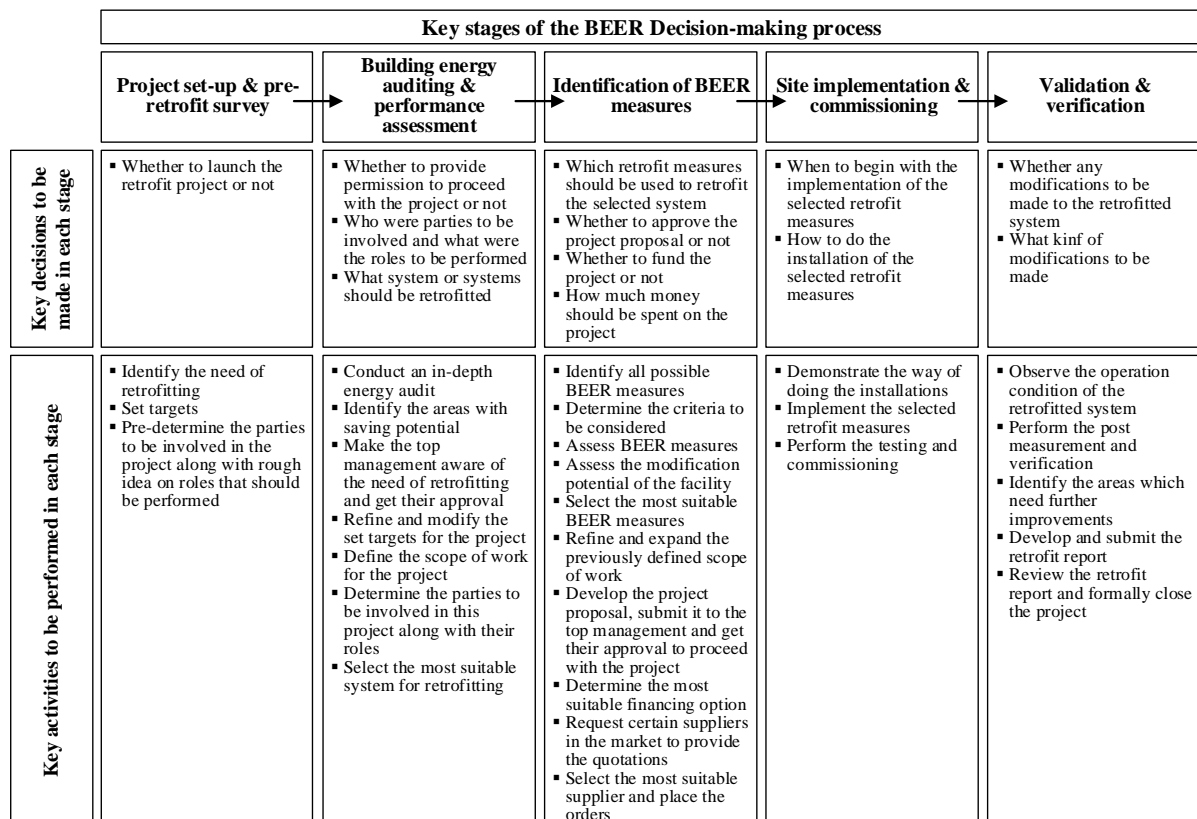 Key stages of the BEER Decision-making process
Project set-up & pre-
retrofit survey
Building energy
auditing &
performance
assessment
Identification of BEER
measures
Site implementation &
commissioning
Validation &
verification
Key decisions to be
made in each stage
▪ Whether to launch the
retrofit project or not
▪ Whether to provide
permission to proceed
with the project or not
▪ Who were parties to be
involved and what were
the roles to be performed
▪ What system or systems
should be retrofitted
▪ Which retrofit measures
should be used to retrofit
the selected system
▪ Whether to approve the
project proposal or not
▪ Whether to fund the
project or not
▪ How much money
should be spent on the
project
▪ When to begin with the
implementation of the
selected retrofit
measures
▪ How to do the
installation of the
selected retrofit
measures
▪ Whether any
modifications to be
made to the retrofitted
system
▪ What kinf of
modifications to be
made
Key activities to be performed in each stage
▪ Identify the need of
retrofitting
▪ Set targets
▪ Pre-determine the parties
to be involved in the
project along with rough
idea on roles that should
be performed
▪ Conduct an in-depth
energy audit
▪ Identify the areas with
saving potential
▪ Make the top
management aware of
the need of retrofitting
and get their approval
▪ Refine and modify the
set targets for the project
▪ Define the scope of work
for the project
▪ Determine the parties to
be involved in this
project along with their
roles
▪ Select the most suitable
system for retrofitting
▪ Identify all possible
BEER measures
▪ Determine the criteria to
be considered
▪ Assess BEER measures
▪ Assess the modification
potential of the facility
▪ Select the most suitable
BEER measures
▪ Refine and expand the
previously defined scope
of work
▪ Develop the project
proposal, submit it to the
top management and get
their approval to proceed
with the project
▪ Determine the most
suitable financing option
▪ Request certain suppliers
in the market to provide
the quotations
▪ Select the most suitable
supplier and place the
orders
▪ Demonstrate the way of
doing the installations
▪ Implement the selected
retrofit measures
▪ Perform the testing and
commissioning
▪ Observe the operation
condition of the
retrofitted system
▪ Perform the post
measurement and
verification
▪ Identify the areas which
need further
improvements
▪ Develop and submit the
retrofit report
▪ Review the retrofit
report and formally close
the project